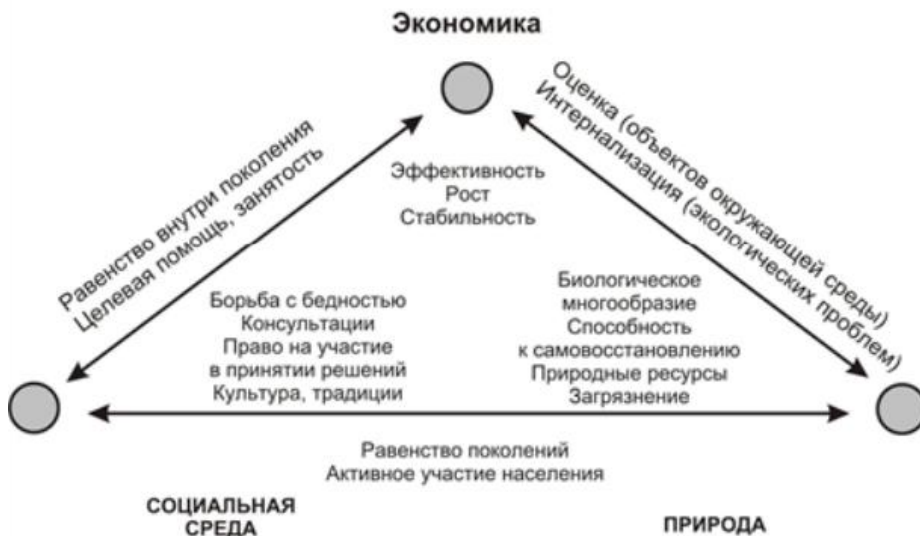 Экономика
Равенство внутри поколения
Целевая помощь, занятость
Оценка (объектов окружающей среды)
Интернализация (экологических проблем)
Эффективность
Рост
Стабильность
Борьба с бедностью
Консультации
Право на участие
в принятии решений
Культура, традиции
Биологическое
многообразие
Способность
к самовосстановлению
Природные ресурсы
Загрязнение
Равенство поколений
Активное участие населения
СОЦИАЛЬНАЯ
СРЕДА
ПРИРОДА